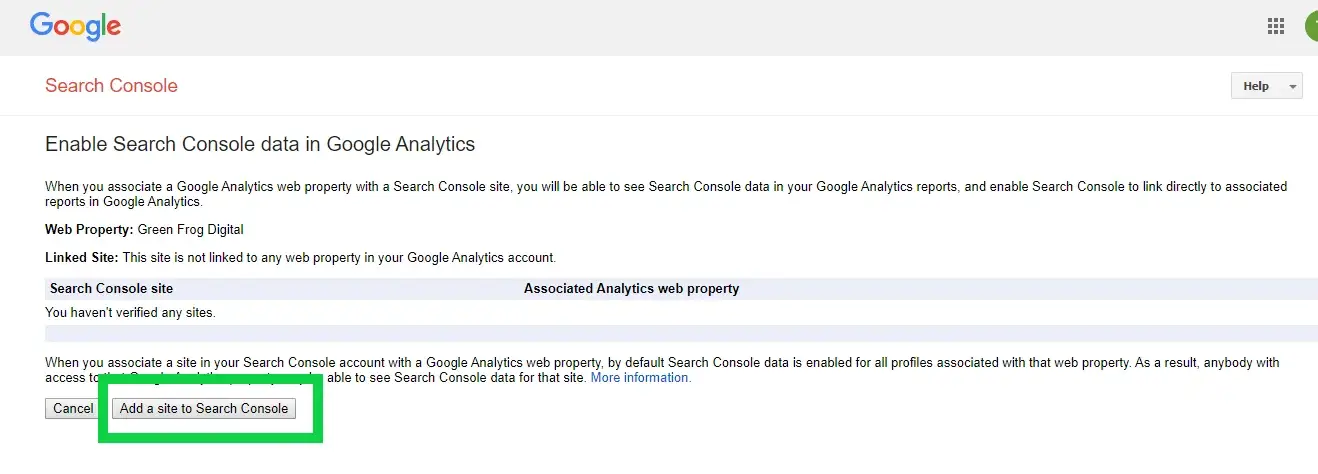 Google
Search Console
Help
Enable Search Console data in Google Analytics
When you associate a Google Analytics web property with a Search Console site, you will be able to see Search Console data in your Google Analytics reports, and enable Search Console to link directly to associated
reports in Google Analytics.
Web Property: Green Frog Digital
Linked Site: This site is not linked to any web property in your Google Analytics account.
Search Console site Associated Analytics web property
You haven't verified any sites.
When you associate a site in your Search Console account with a Google Analytics web property, by default Search Console data is enabled for all profiles associated with that web property. As a result, anybody with
access to able to see Search Console data for that site. More information.
Cancel Add a site to Search Console